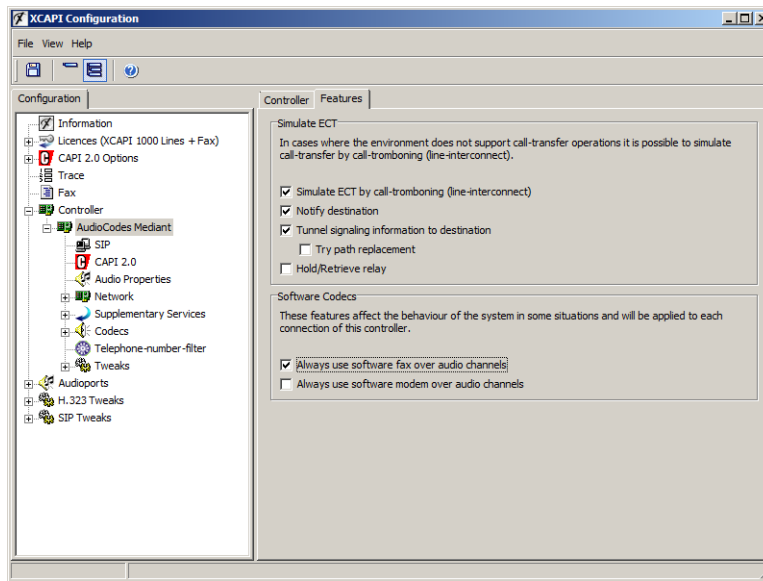 XCAPI Configuration
File View Help
Configuration
Information
Licences (XCAPI 1000 Lines + Fax)
CAPI 2.0 Options
Trace
Fax
Controller
AudioCodes Mediant
SIP
CAPI 2.0
Audio Properties
Network
Supplementary Services
Codecs
Telephone-number-filter
Tweaks
Audioports
H.323 Tweaks
SIP Tweaks
Controller Features
Simulate ECT
In cases where the environment does not support call-transfer operations it is possible to simulate
call-transfer by call-tromboning (line-interconnect).
Simulate ECT by call-tromboning (line-interconnect)
Notify destination
Tunnel signaling information to destination
Try path replacement
Hold/Retrieve relay
Software Codecs
These features affect the behaviour of the system in some situations and will be applied to each
connection of this controller.
Always use software fax over audio channels
Always use software modem over audio channels